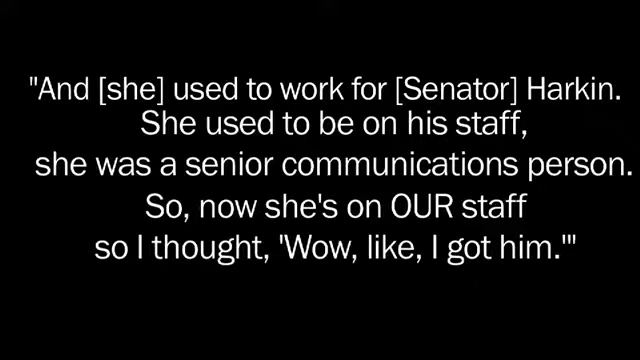 "And [she] used to work for [Senator] Harkin.
She used to be on his staff,
she was a senior communications person.
So, now she's on OUR staff
so I thought, 'Wow, like, I got him.'"